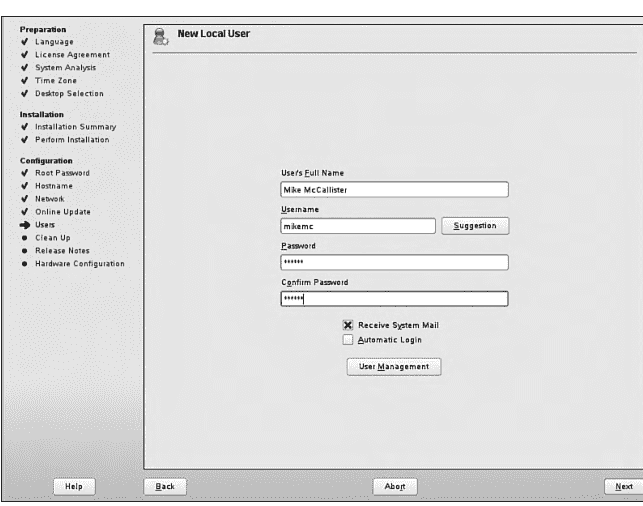 Preparation
Language
License Agreement
System Analysis
Time Zone
Desktop Selection
Installation
Installation Summary
Perform Installation
Configuration
Root Password
Hostname
Network
Online Update
Users
Clean Up
Release Notes
Hardware Configuration
Help
New Local User
User's Full Name
Mike McCallister
Username
mikemc
Suggestion
Password
******
Confirm Password
******
Receive System Mail
Automatic Login
User Management
Back
Abort
Next